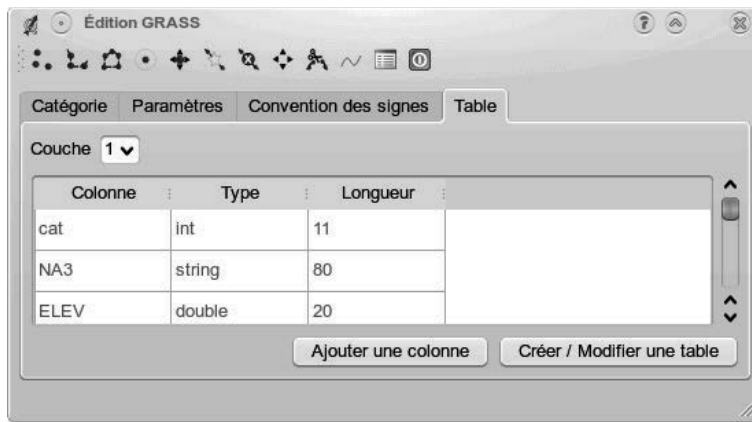 Édition GRASS
Catégorie Paramètres Convention des signes Table
Couche 1
Colonne Type Longueur
cat int 11
NA3 string 80
ELEV double 20
Ajouter une colonne Créer / Modifier une table